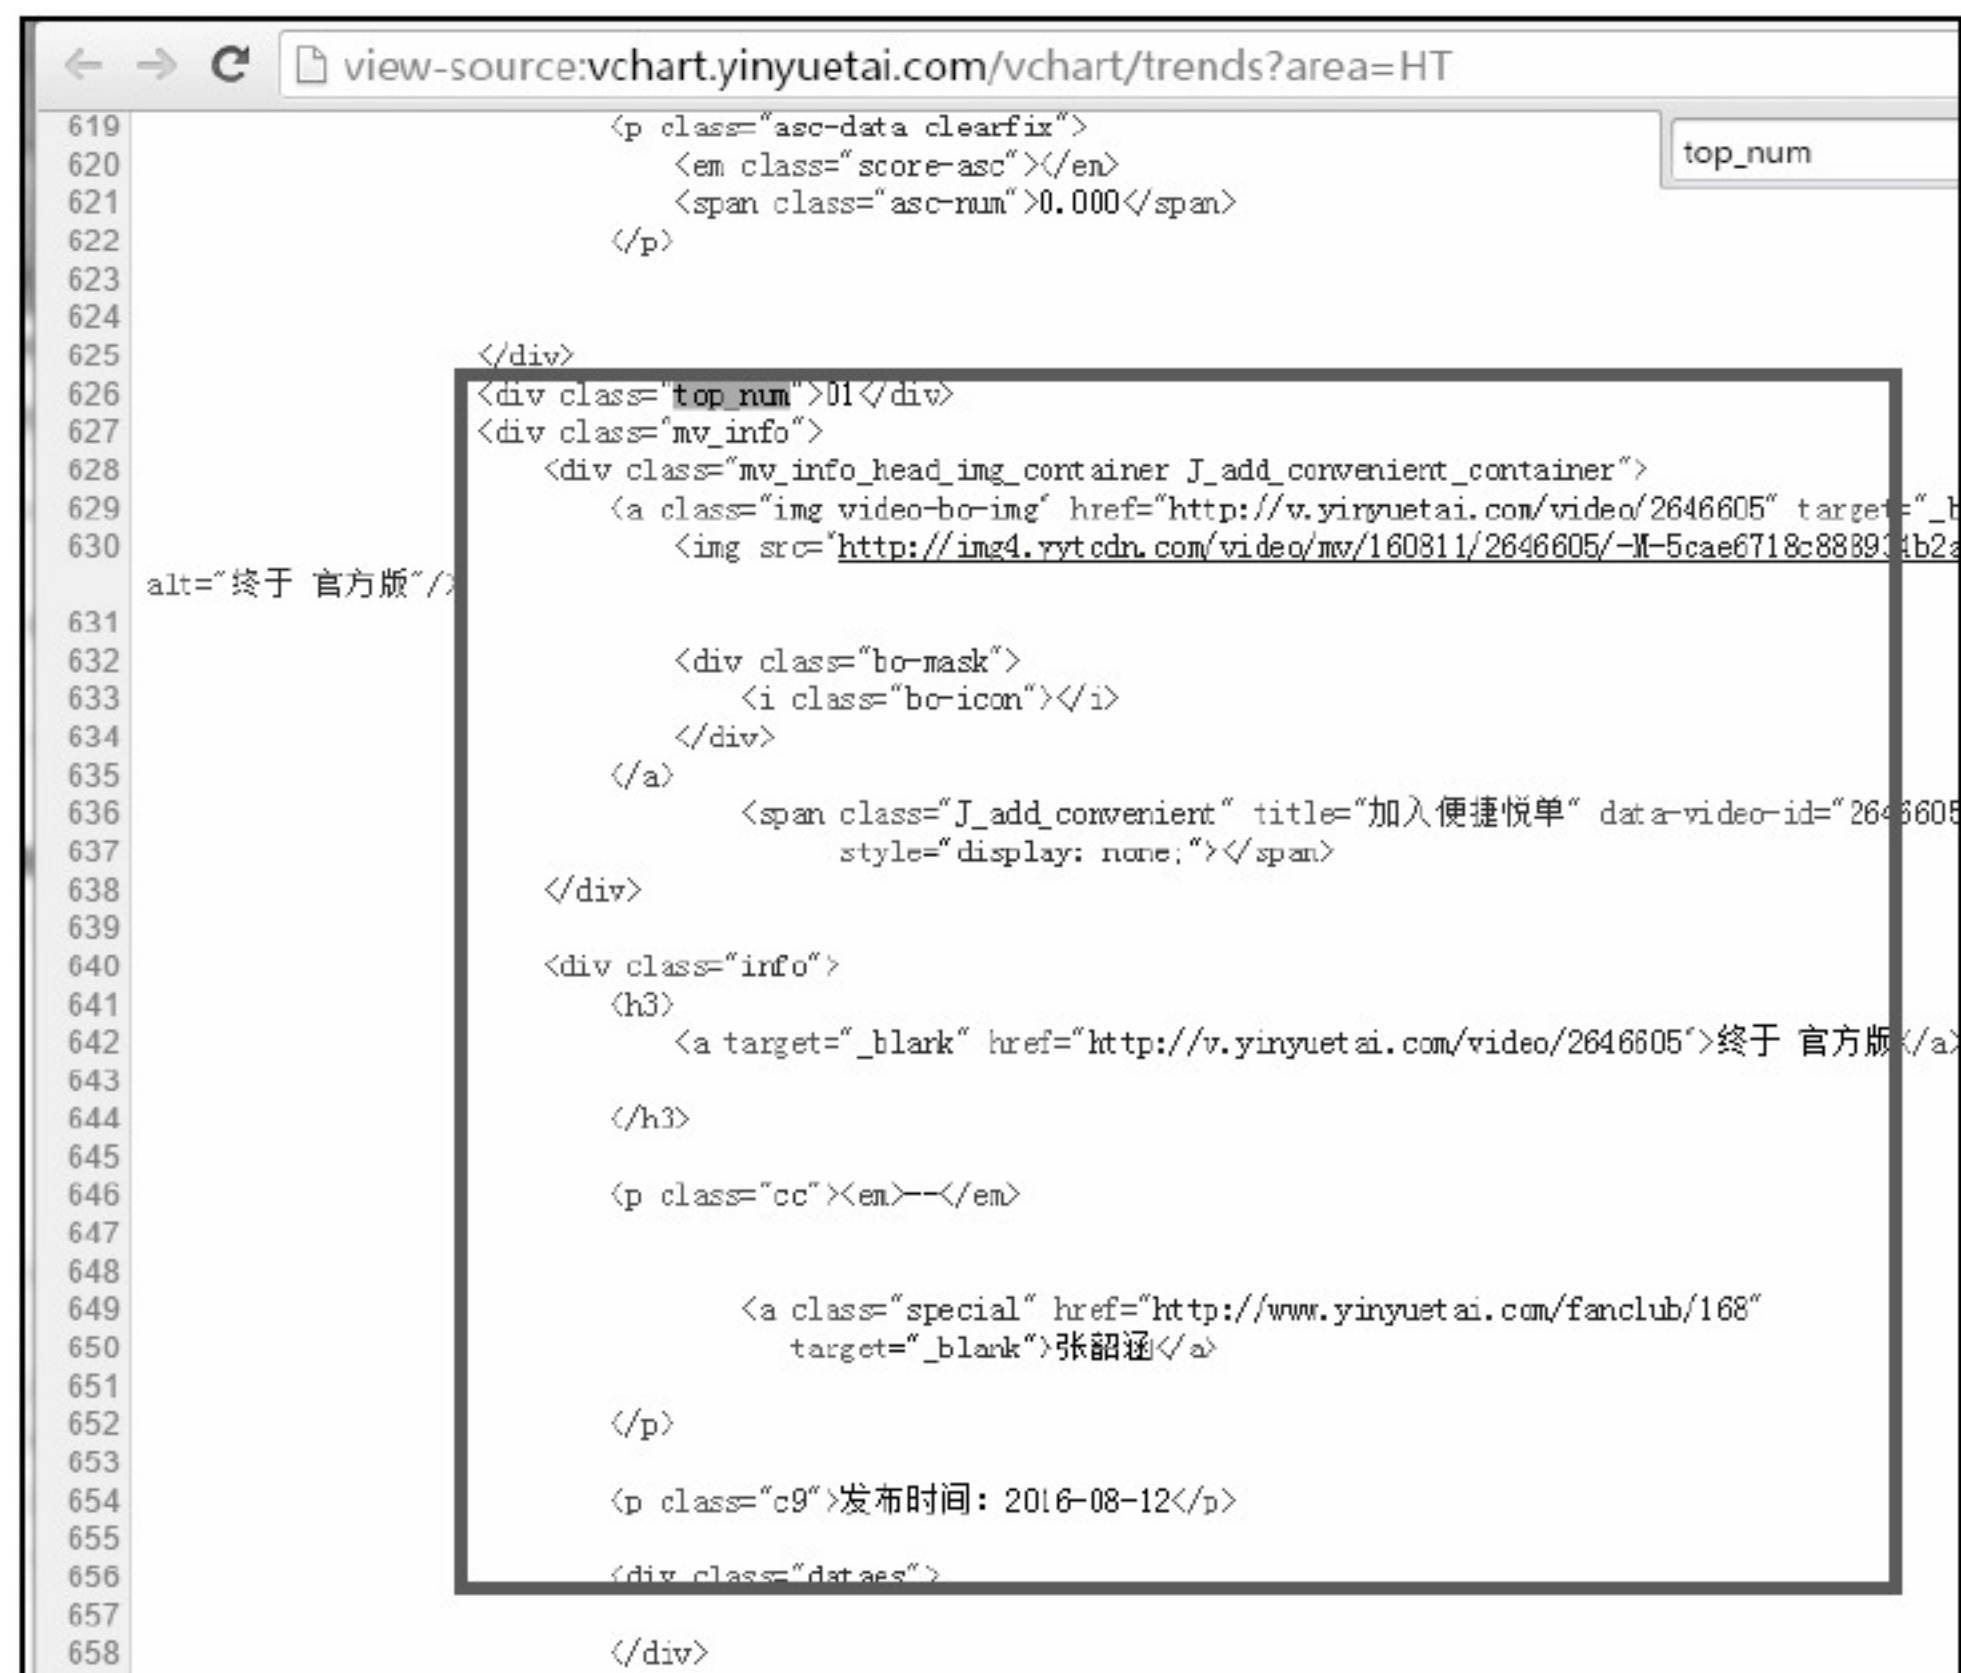 view-source:vchart.yinyuetai.com/vchart/trends?area=HT
top_num
619 <p class="asc-data clearfix">
620 <em class="score-asc"></em>
621 <span class="asc-num">0.000</span>
622 </p>
623
624
625 </div>
626 <div class="top_num">01</div>
627 <div class="mv_info">
628 <div class="mv_info_head_img_container J_add_convenient_container">
629 <a class="img video-bo-img" href="http://v.yinyuetai.com/video/2646605" target="_b
630 <img src="http://img4.yytcdn.com/video/mv/160811/2646605/-M-5cae6718c888934b2a
alt="终于 官方版"/>
631
632 <div class="bo-mask">
633 <i class="bo-icon"></i>
634 </div>
635 </a>
636 <span class="J_add_convenient" title="加入便捷悦单" data-video-id="2646605
637 style="display: none;"></span>
638 </div>
639
640 <div class="info">
641 <h3>
642 <a target="_blank" href="http://v.yinyuetai.com/video/2646605">终于 官方版</a>
643
644 </h3>
645
646 <p class="cc"><em>--</em>
647
648
649 <a class="special" href="http://www.yinyuetai.com/fanclub/168"
650 target="_blank">张韶涵</a>
651
652 </p>
653
654 <p class="c9">发布时间：2016-08-12</p>
655
656 <div class="dataes">
657
658 </div>